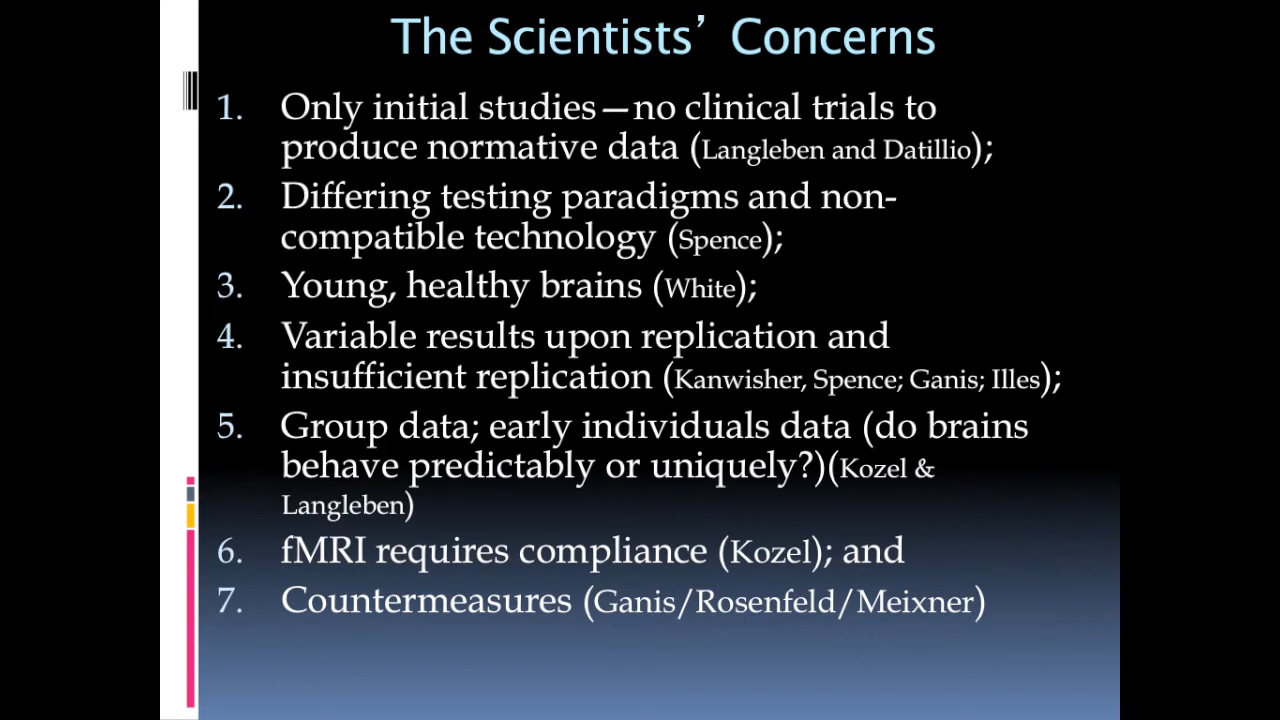 The Scientists’ Concerns
1. Only initial studies—no clinical trials to
produce normative data (Langleben and Datillio);
2. Differing testing paradigms and non-
compatible technology (Spence);
3. Young, healthy brains (White);
4. Variable results upon replication and
insufficient replication (Kanwisher, Spence; Ganis; Illes);
5. Group data; early individuals data (do brains
behave predictably or uniquely?)(Kozel &
Langleben)
6. fMRI requires compliance (Kozel); and
7. Countermeasures (Ganis/Rosenfeld/Meixner)